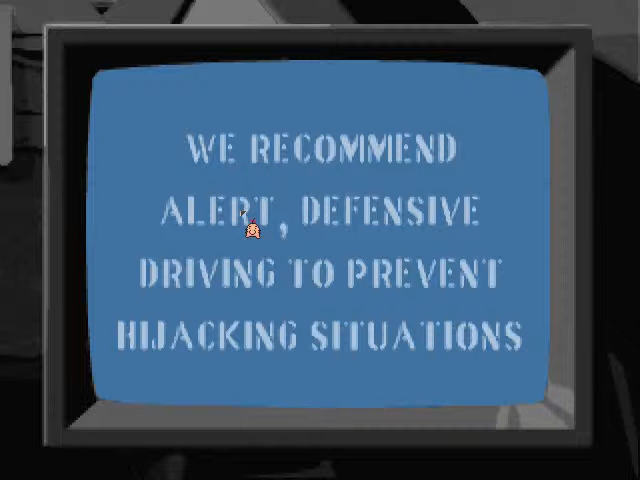 WE RECOMMEND
ALERT, DEFENSIVE
DRIVING TO PREVENT
HIJACKING SITUATIONS